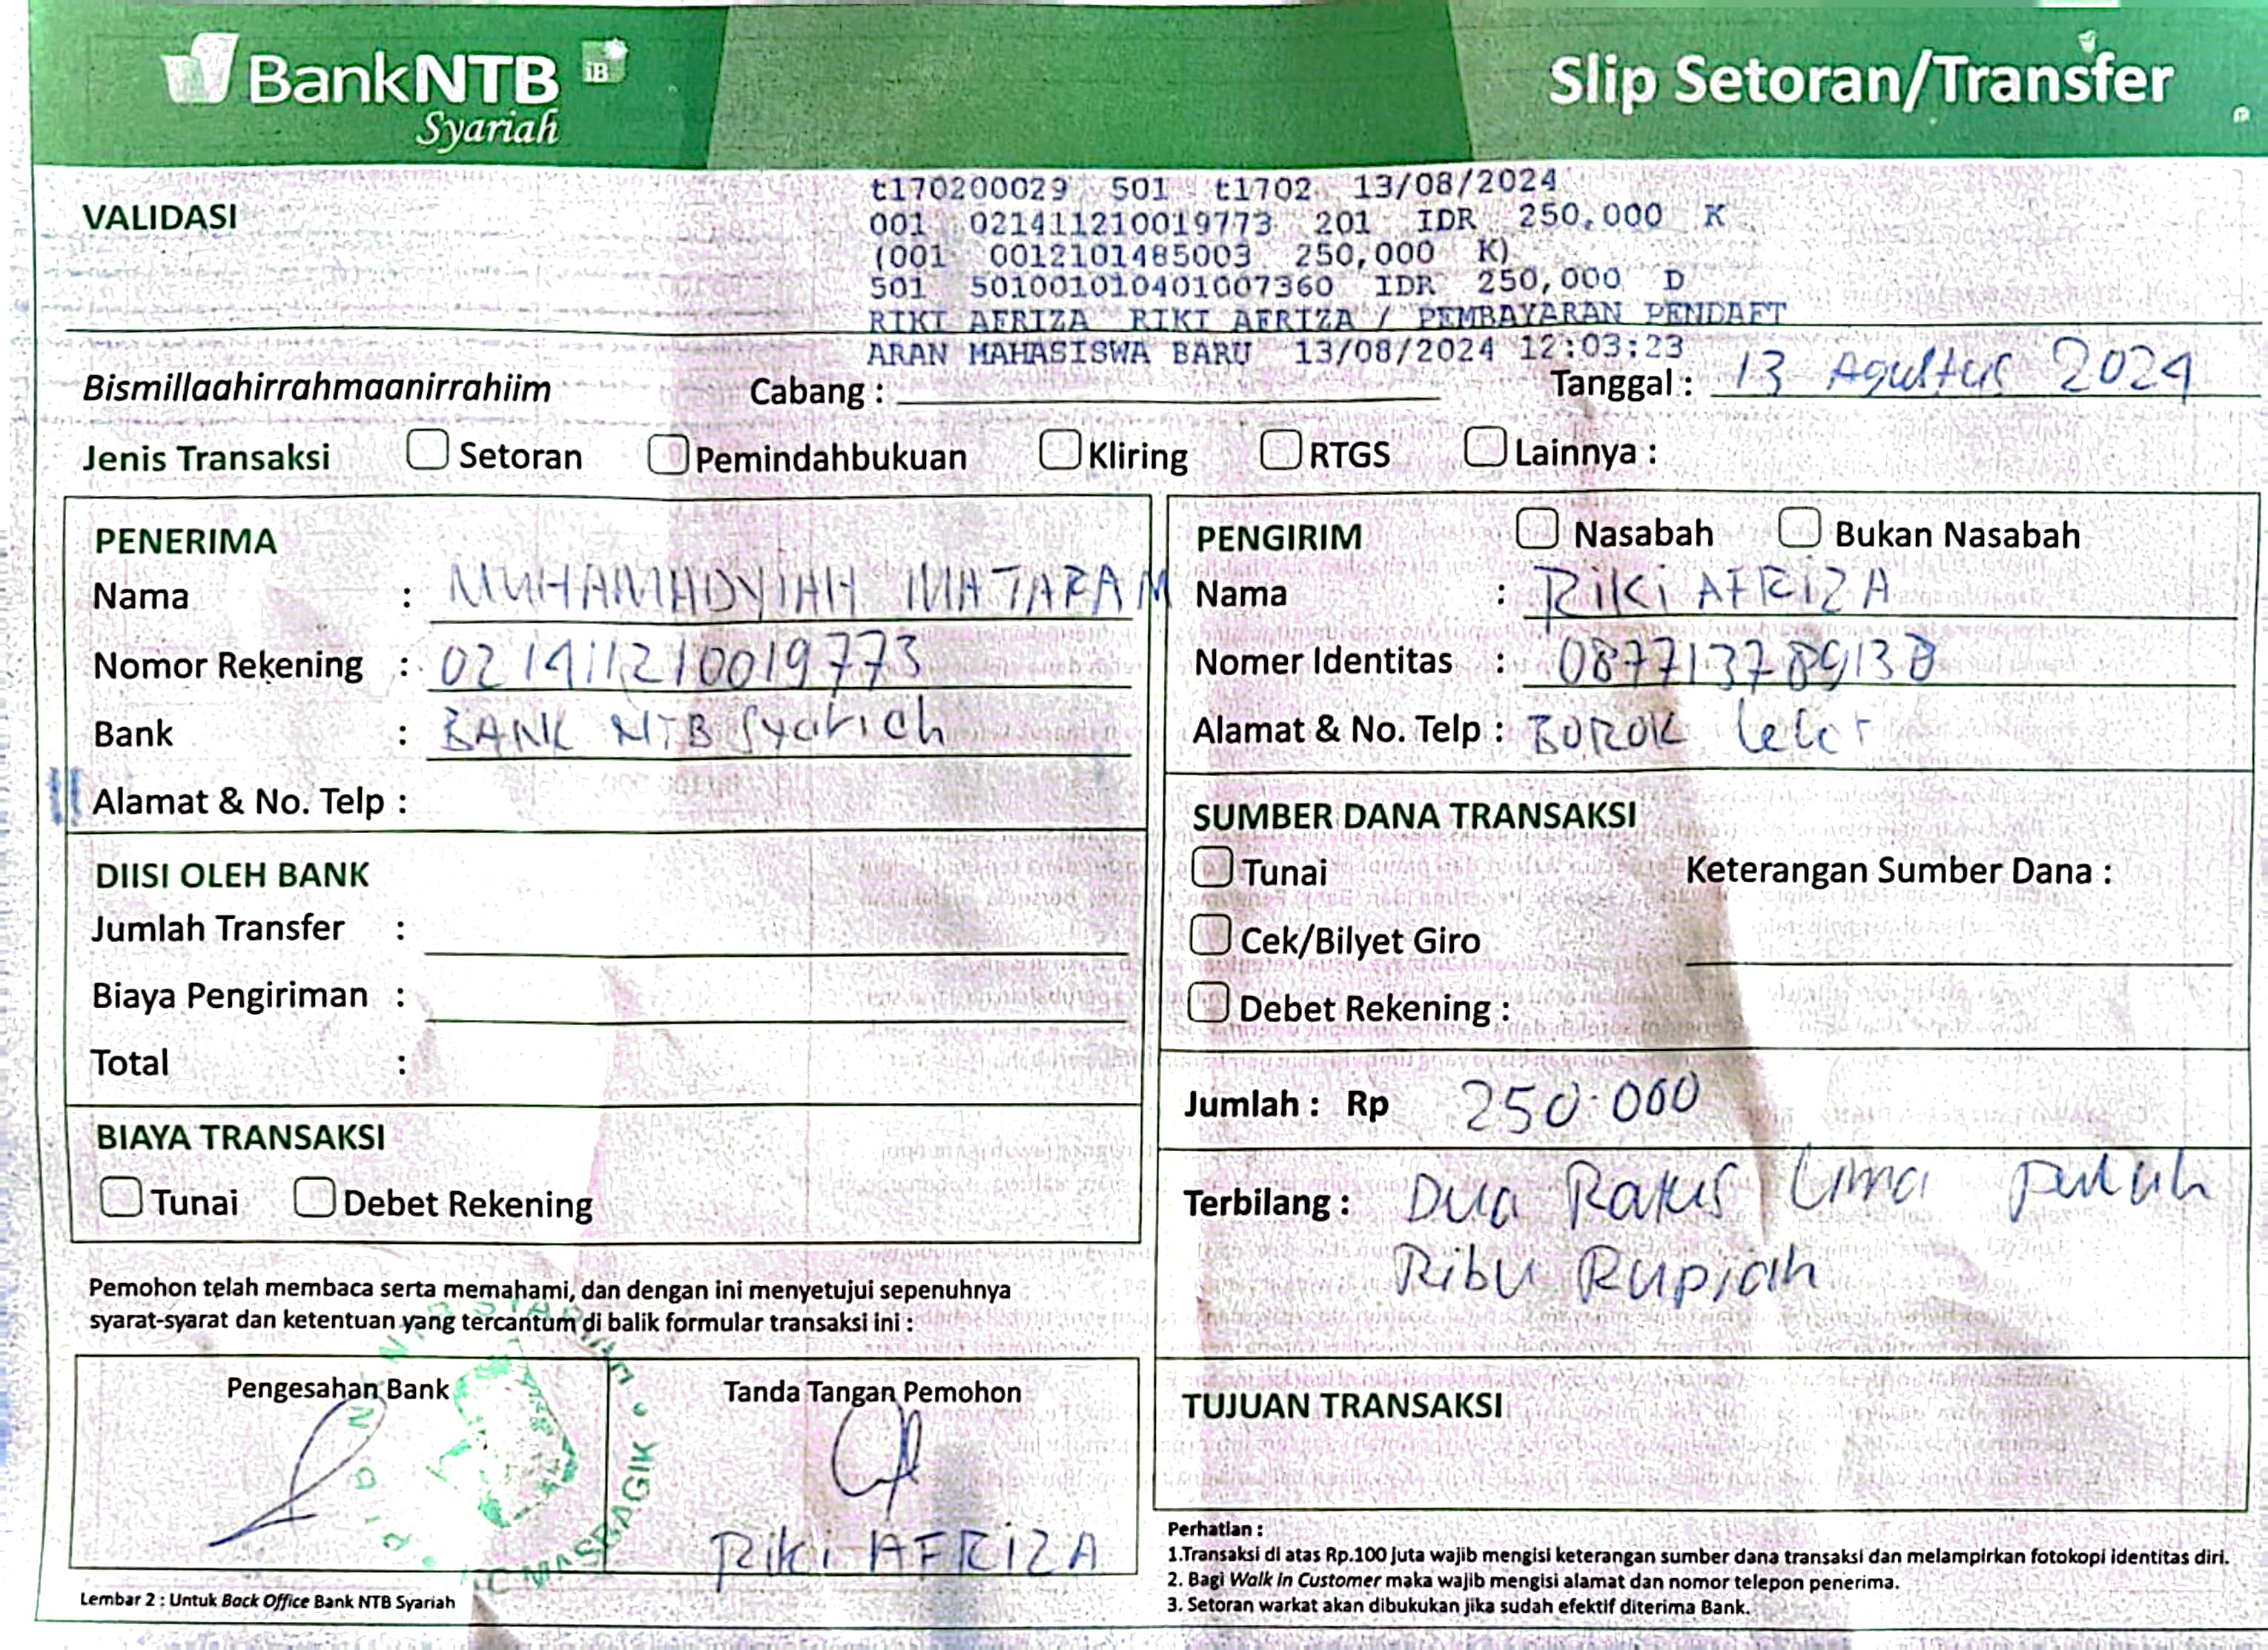 BankNTB iB
Syariah
Slip Setoran/Transfer
VALIDASI
t170200029 501 t1702 13/08/2024
001 021411210019773 201 IDR 250,000 K
(001 0012101485003 250,000 K)
501 501001010401007360 IDR 250,000 D
RIKI AFRIZA RIKI AFRIZA / PEMBAYARAN PENDAFT
ARAN MAHASISWA BARU 13/08/2024 12:03:23
Bismillaahirrahmaanirrahiim
Cabang :
Tanggal : 13 Agustus 2024
Jenis Transaksi Setoran Pemindahbukuan Kliring RTGS Lainnya :
PENERIMA
Nama : MUHAMADYIAH MATARAM
Nomor Rekening : 021411210019773
Bank : BANK NTB Syariah
Alamat & No. Telp :
DIISI OLEH BANK
Jumlah Transfer :
Biaya Pengiriman :
Total :
BIAYA TRANSAKSI
Tunai Debet Rekening
Pemohon telah membaca serta memahami, dan dengan ini menyetujui sepenuhnya
syarat-syarat dan ketentuan yang tercantum di balik formular transaksi ini :
Pengesahan Bank
MASBAGIK
Tanda Tangan Pemohon
Riki AFRIZA
Lembar 2 : Untuk Back Office Bank NTB Syariah
PENGIRIM Nasabah Bukan Nasabah
Nama : Riki AFRIZA
Nomer Identitas : 087713789138
Alamat & No. Telp : BOROK
SUMBER DANA TRANSAKSI
Tunai
Keterangan Sumber Dana :
Cek/Bilyet Giro
Debet Rekening :
Jumlah : Rp 250.000
Terbilang : Dua Ratus Lima puluh
Ribu Rupiah
TUJUAN TRANSAKSI
Perhatian :
1.Transaksi di atas Rp.100 juta wajib mengisi keterangan sumber dana transaksi dan melampirkan fotokopi identitas diri.
2. Bagi Walk In Customer maka wajib mengisi alamat dan nomor telepon penerima.
3. Setoran warkat akan dibukukan jika sudah efektif diterima Bank.